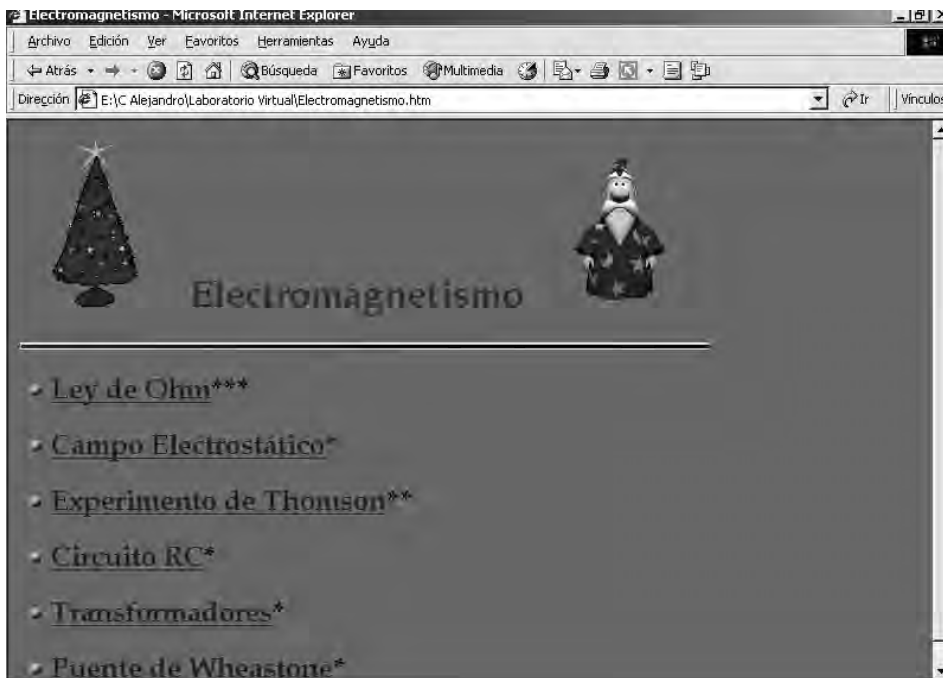 Electromagnetismo - Microsoft Internet Explorer
Archivo Edición Ver Favoritos Herramientas Ayuda
Atrás Búsqueda Favoritos Multimedia
Dirección E:\C Alejandro\Laboratorio Virtual\Electromagnetismo.htm Ir Vínculos
Electromagnetismo
Ley de Ohm***
Campo Electrostático*
Experimento de Thomson**
Circuito RC*
Transformadores*
Puente de Wheastone*